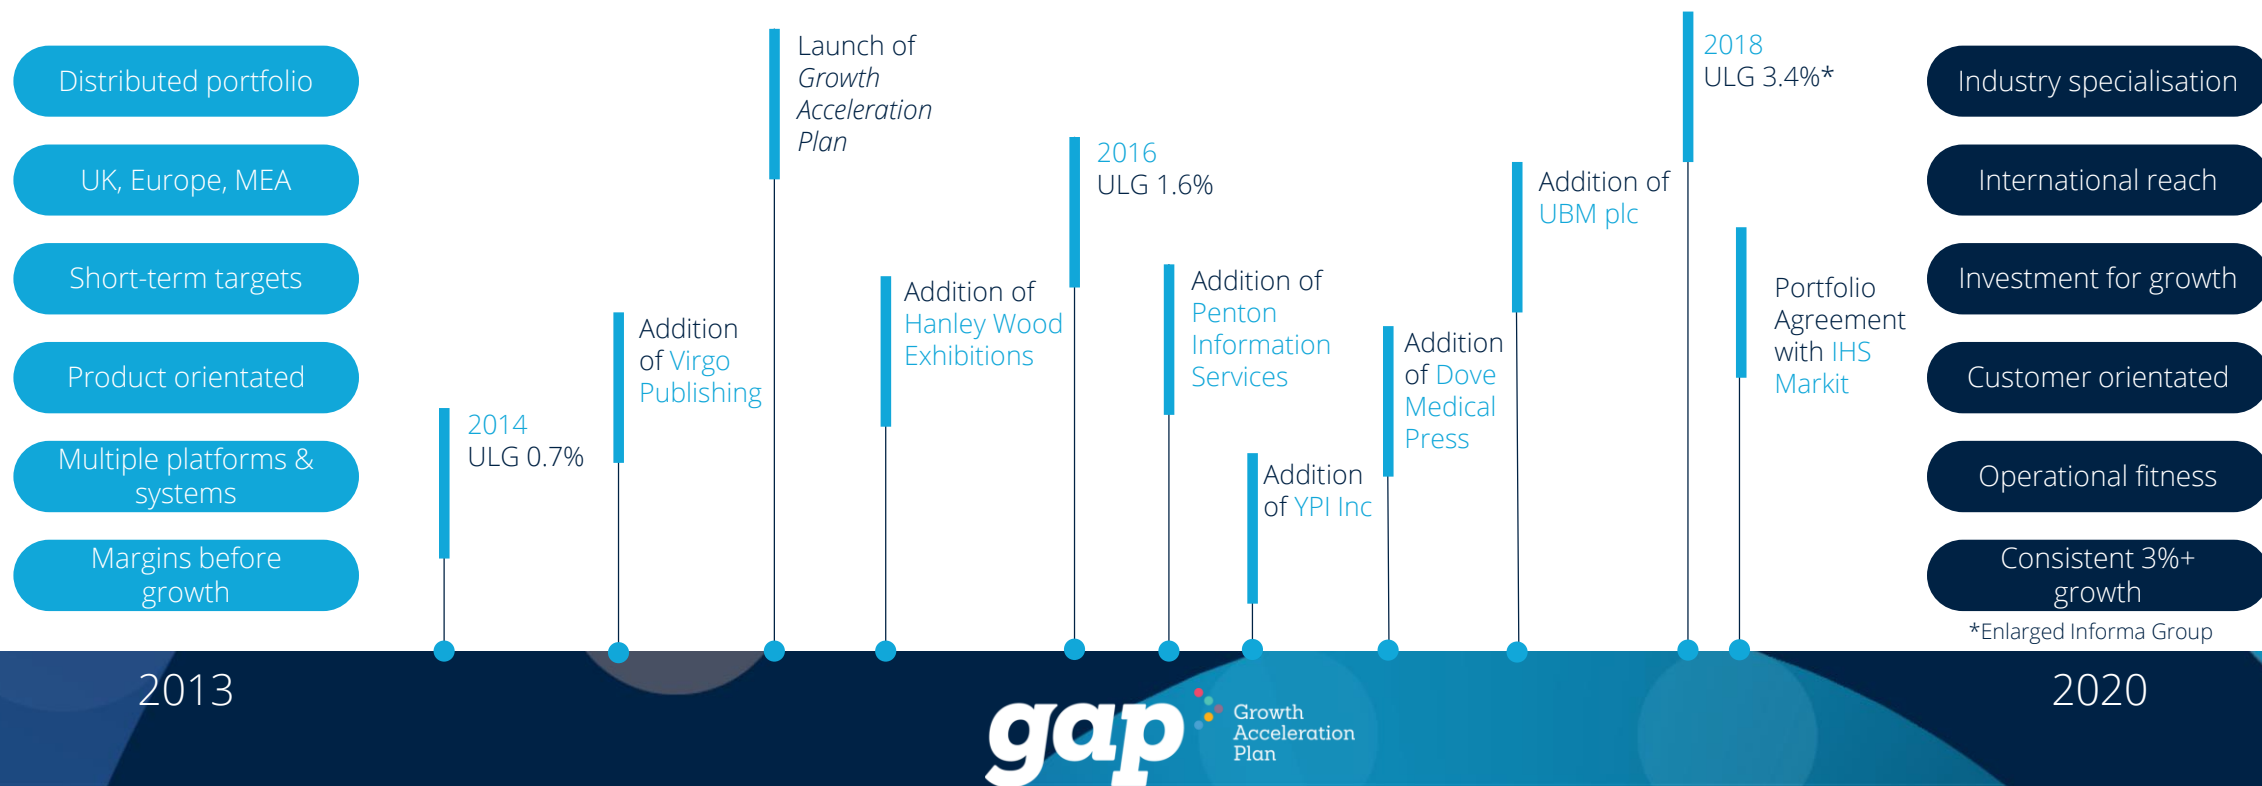 Distributed portfolio
UK, Europe, MEA
Short-term targets
Product orientated
Multiple platforms &
systems
Margins before
growth
2014
ULG 0.7%
Addition
of Virgo
Publishing
Launch of
Growth
Acceleration
Plan
Addition of
Hanley Wood
Exhibitions
2016
ULG 1.6%
Addition of
Penton
Information
Services
Addition
of YPI Inc
Addition
of Dove
Medical
Press
Addition of
UBM plc
2018
ULG 3.4%*
Portfolio
Agreement
with IHS
Markit
Industry specialisation
International reach
Investment for growth
Customer orientated
Operational fitness
Consistent 3%+
growth
*Enlarged Informa Group
2013
gap
Growth
Acceleration
Plan
2020